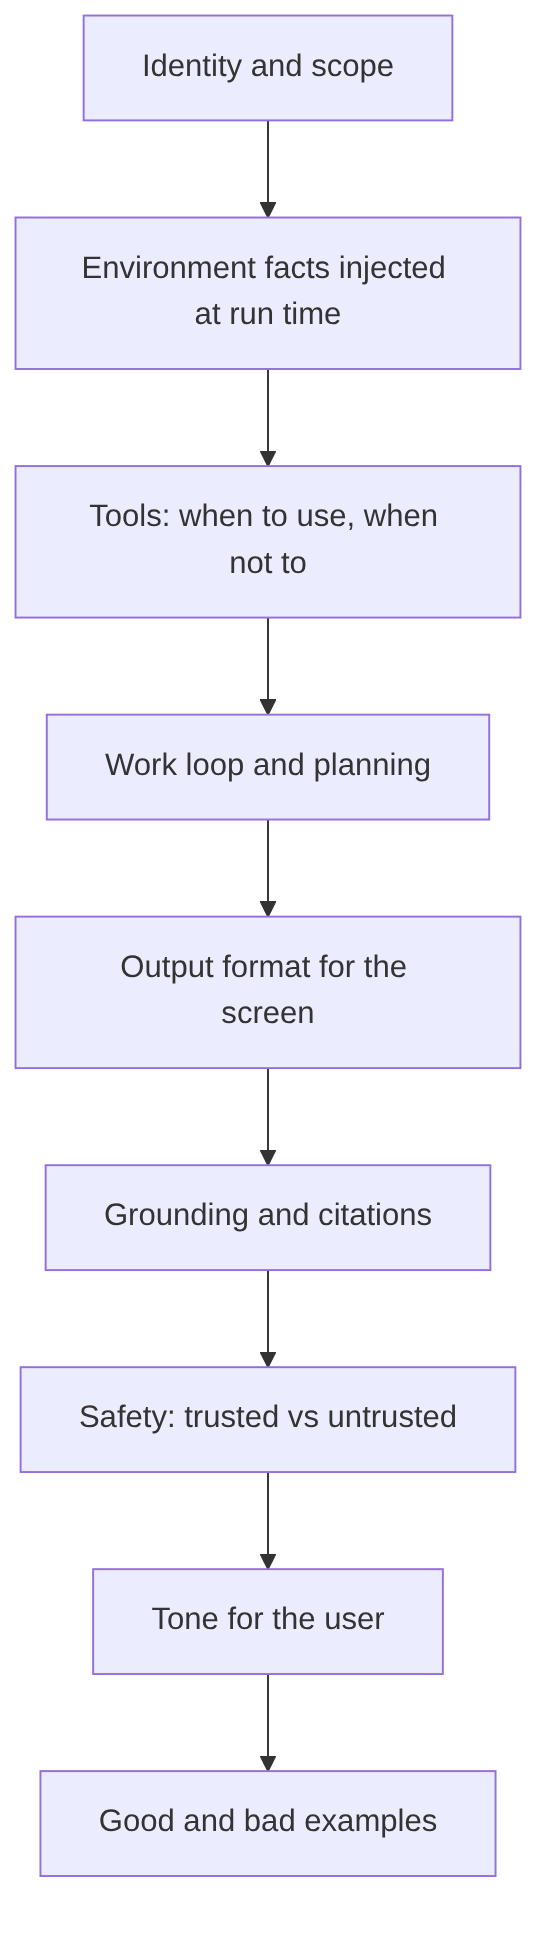 Identity and scope
Environment facts injected
at run time
Tools: when to use, when
not to
Work loop and planning
Output format for the
screen
Grounding and citations
Safety: trusted vs untrusted
Tone for the user
Good and bad examples